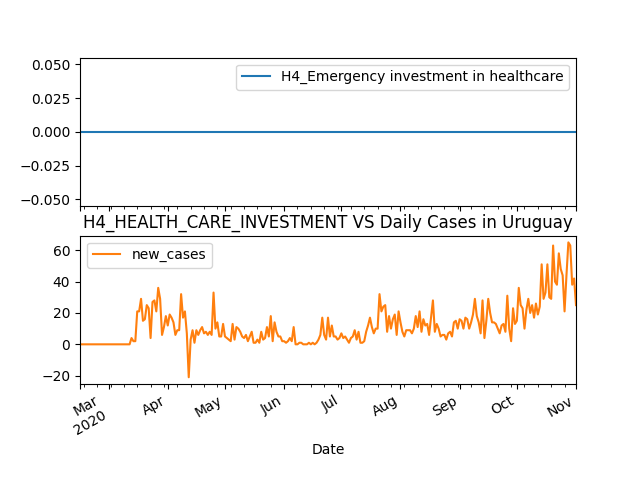 0.050
0.025
0.000
−0.025
−0.050
H4_Emergency investment in healthcare
H4_HEALTH_CARE_INVESTMENT VS Daily Cases in Uruguay
60
40
20
0
−20
new_cases
Mar
2020
Apr
May
Jun
Jul
Aug
Sep
Oct
Nov
Date